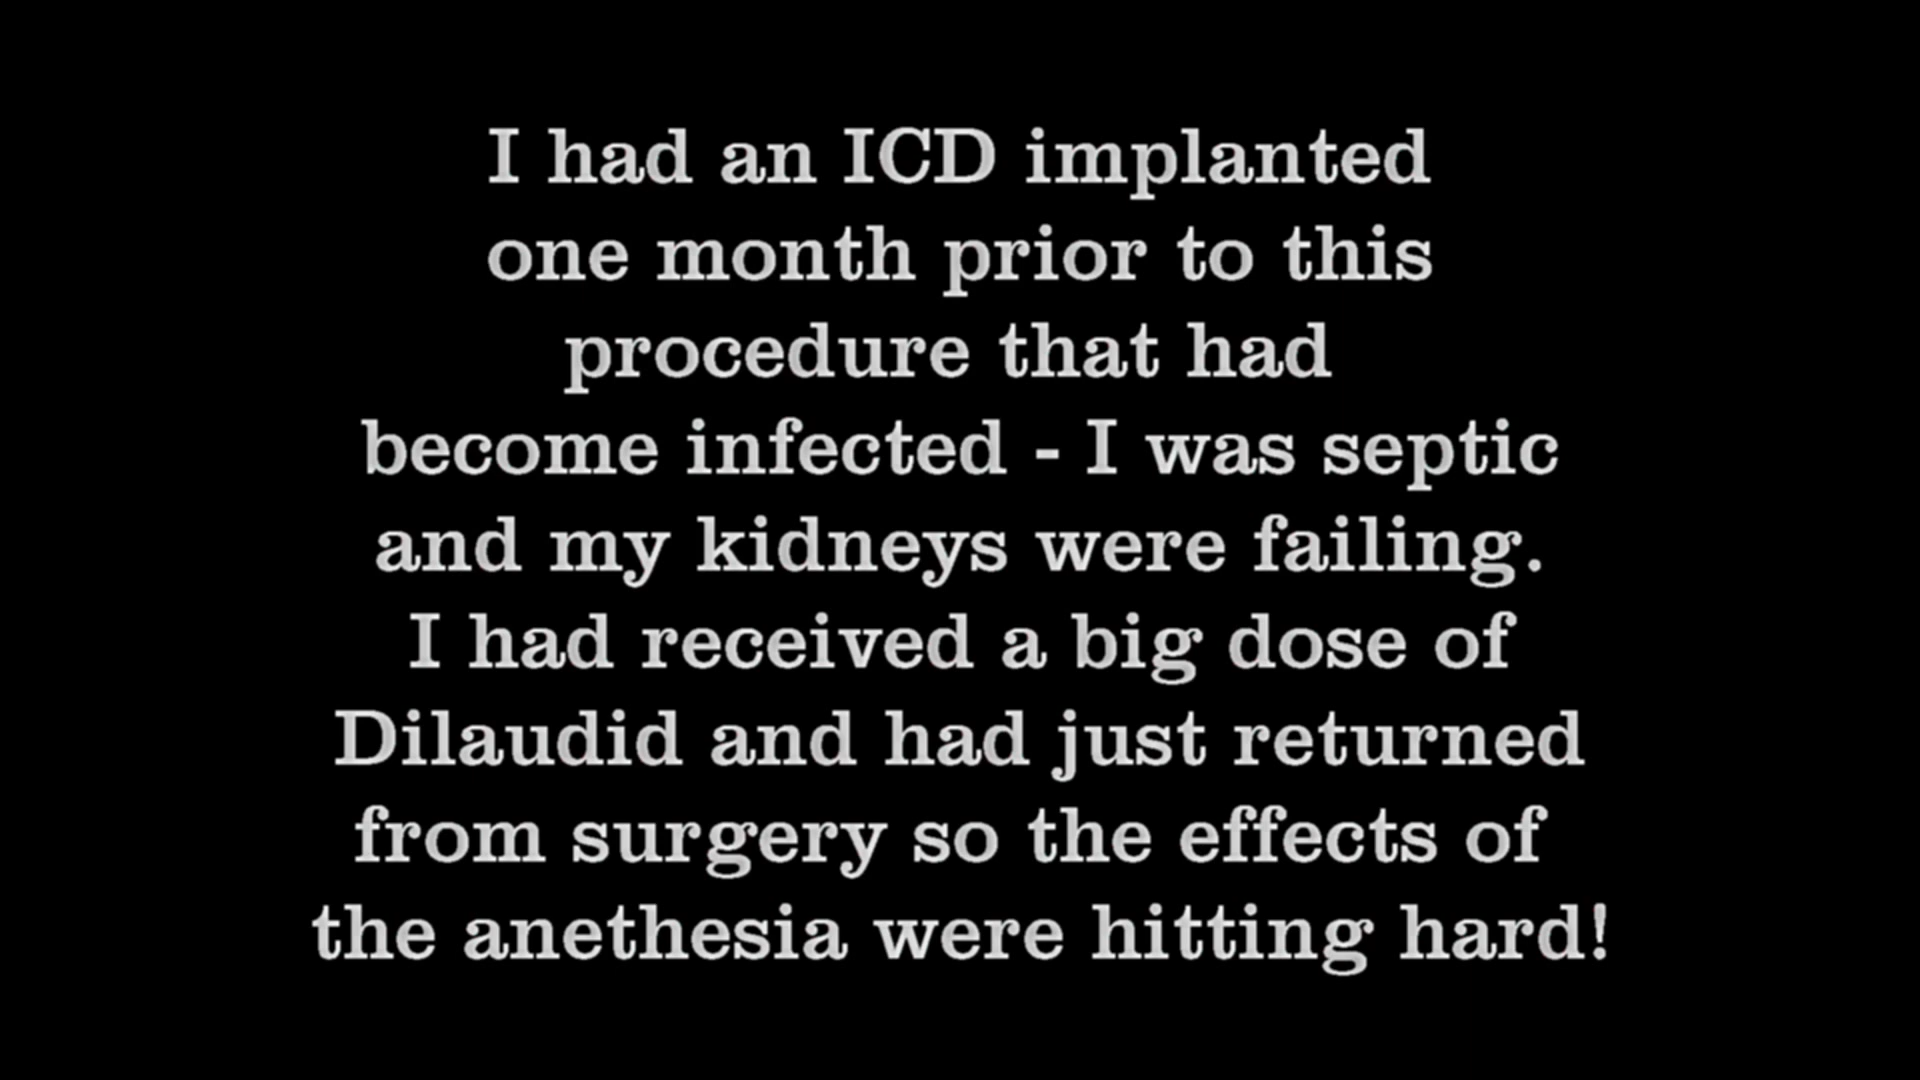 I had an ICD implanted
one month prior to this
procedure that had
become infected - I was septic
and my kidneys were failing.
I had received a big dose of
Dilaudid and had just returned
from surgery so the effects of
the anethesia were hitting hard!